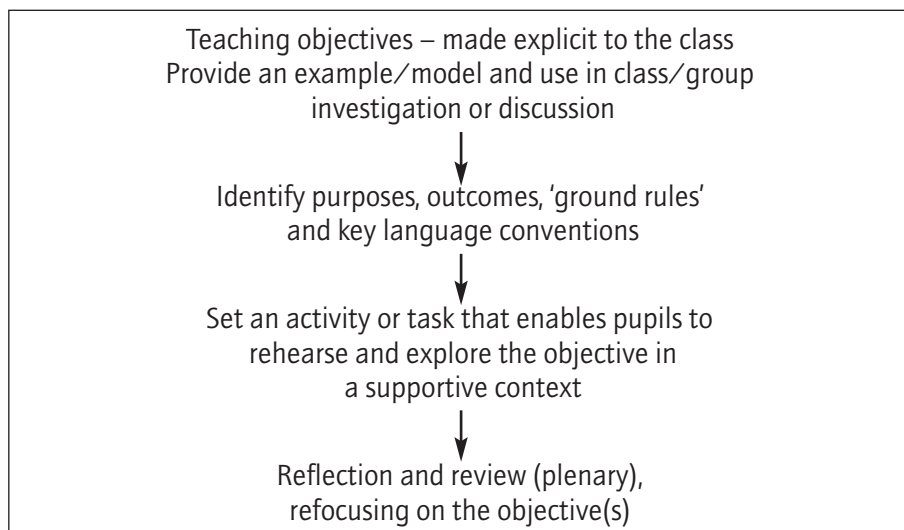 Teaching objectives – made explicit to the class
Provide an example/model and use in class/group
investigation or discussion
Identify purposes, outcomes, ‘ground rules’
and key language conventions
Set an activity or task that enables pupils to
rehearse and explore the objective in
a supportive context
Reflection and review (plenary),
refocusing on the objective(s)